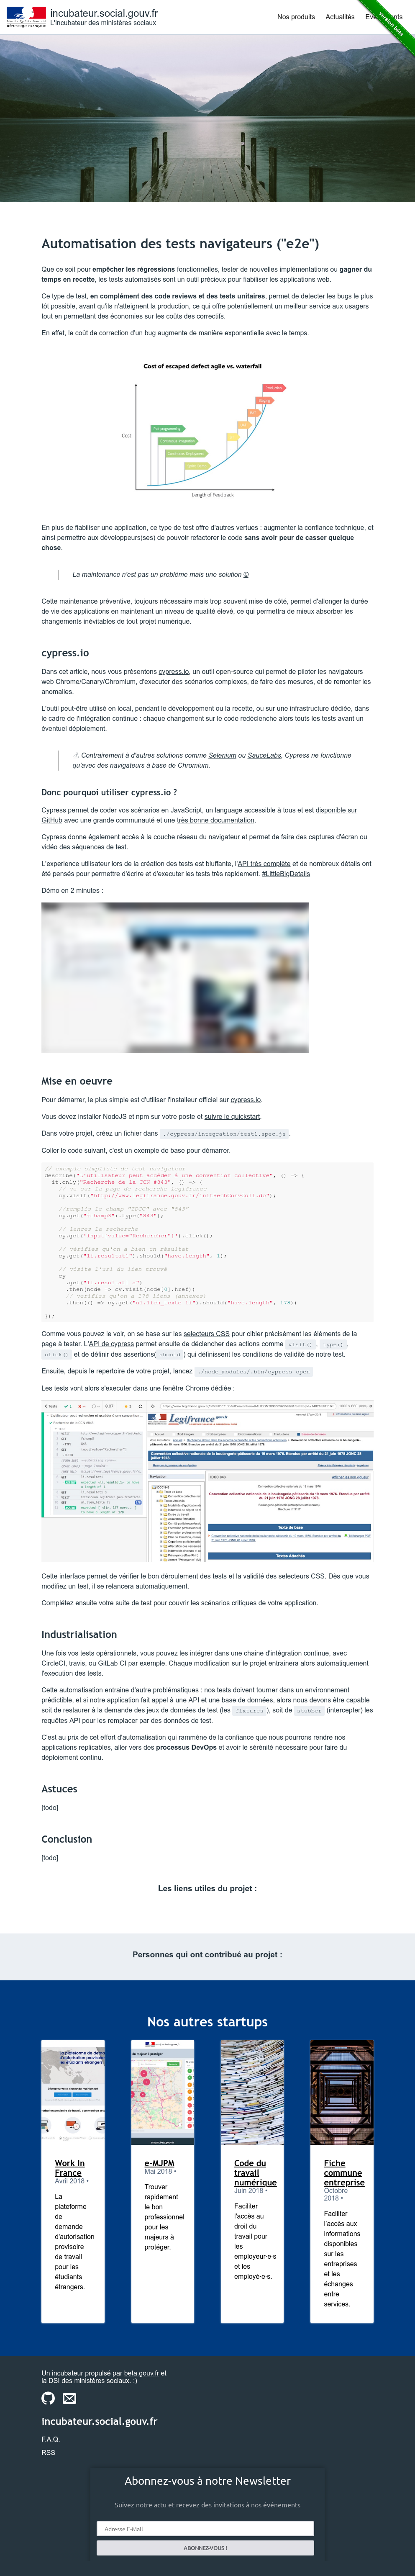 incubateur.social.gouv.fr
L'incubateur des ministères sociaux
Nos produits
Actualités
version bêta
Automatisation des tests navigateurs ("e2e")
Que ce soit pour empêcher les régressions fonctionnelles, tester de nouvelles implémentations ou gagner du
temps en recette, les tests automatisés sont un outil précieux pour fiabiliser les applications web.
Ce type de test, en complément des code reviews et des tests unitaires, permet de detecter les bugs le plus
tôt possible, avant qu'ils n'atteignent la production, ce qui offre potentiellement un meilleur service aux usagers
tout en permettant des économies sur les coûts des correctifs.
En effet, le coût de correction d'un bug augmente de manière exponentielle avec le temps.
Cost of escaped defect agile vs. waterfall
Cost
Length of Feedback
En plus de fiabiliser une application, ce type de test offre d'autres vertues : augmenter la confiance technique, et
ainsi permettre aux développeurs(ses) de pouvoir refactorer le code sans avoir peur de casser quelque
chose.
La maintenance n'est pas un problème mais une solution ©
Cette maintenance préventive, toujours nécessaire mais trop souvent mise de côté, permet d'allonger la durée
de vie des applications en maintenant un niveau de qualité élevé, ce qui permettra de mieux absorber les
changements inévitables de tout projet numérique.
cypress.io
Dans cet article, nous vous présentons cypress.io, un outil open-source qui permet de piloter les navigateurs
web Chrome/Canary/Chromium, d'executer des scénarios complexes, de faire des mesures, et de remonter les
anomalies.
L'outil peut-être utilisé en local, pendant le développement ou la recette, ou sur une infrastructure dédiée, dans
le cadre de l'intégration continue : chaque changement sur le code redéclenche alors touts les tests avant un
éventuel déploiement.
⚠ Contrairement à d'autres solutions comme Selenium ou SauceLabs, Cypress ne fonctionne
qu'avec des navigateurs à base de Chromium.
Donc pourquoi utiliser cypress.io ?
Cypress permet de coder vos scénarios en JavaScript, un language accessible à tous et est disponible sur
GitHub avec une grande communauté et une très bonne documentation.
Cypress donne également accès à la couche réseau du navigateur et permet de faire des captures d'écran ou
vidéo des séquences de test.
L'experience utilisateur lors de la création des tests est bluffante, l'API très complète et de nombreux détails ont
été pensés pour permettre d'écrire et d'executer les tests très rapidement. #LittleBigDetails
Démo en 2 minutes :
Mise en oeuvre
Pour démarrer, le plus simple est d'utiliser l'installeur officiel sur cypress.io.
Vous devez installer NodeJS et npm sur votre poste et suivre le quickstart.
Dans votre projet, créez un fichier dans ./cypress/integration/test1.spec.js.
Coller le code suivant, c'est un exemple de base pour démarrer.
// exemple simpliste de test navigateur
describe("L'utilisateur peut accéder à une convention collective", () => {
it.only("Recherche de la CCN #843", () => {
// va sur la page de recherche legifrance
cy.visit("http://www.legifrance.gouv.fr/initRechConvColl.do");
//remplie le champ "IDCC" avec "843"
cy.get("#champ3").type("843");
// lances la recherche
cy.get('input[value="Rechercher"]').click();
// vérifies qu'on a bien un résultat
cy.get("li.resultat1").should("have.length", 1);
// visite l'url du lien trouvé
cy
.get("li.resultat1 a")
.then(node => cy.visit(node[0].href))
// vérifies qu'on a 178 liens (annexes)
.then(() => cy.get("ul.lien_texte li").should("have.length", 178))
});
Comme vous pouvez le voir, on se base sur les selecteurs CSS pour cibler précisément les éléments de la
page à tester. L'API de cypress permet ensuite de déclencher des actions comme visit(), type(),
click() et de définir des assertions( should ) qui définissent les conditions de validité de notre test.
Ensuite, depuis le repertoire de votre projet, lancez ./node_modules/.bin/cypress open
Les tests vont alors s'executer dans une fenêtre Chrome dédiée :
Legifrance
Cette interface permet de vérifier le bon déroulement des tests et la validité des selecteurs CSS. Dès que vous
modifiez un test, il se relancera automatiquement.
Complétez ensuite votre suite de test pour couvrir les scénarios critiques de votre application.
Industrialisation
Une fois vos tests opérationnels, vous pouvez les intégrer dans une chaine d'intégration continue, avec
CircleCI, travis, ou GitLab CI par exemple. Chaque modification sur le projet entrainera alors automatiquement
l'execution des tests.
Cette automatisation entraine d'autre problématiques : nos tests doivent tourner dans un environnement
prédictible, et si notre application fait appel à une API et une base de données, alors nous devons être capable
soit de restaurer à la demande des jeux de données de test (les fixtures), soit de stubber (intercepter) les
requêtes API pour les remplacer par des données de test.
C'est au prix de cet effort d'automatisation qui rammène de la confiance que nous pourrons rendre nos
applications replicables, aller vers des processus DevOps et avoir le sérénité nécessaire pour faire du
déploiement continu.
Astuces
[todo]
Conclusion
[todo]
Les liens utiles du projet :
Personnes qui ont contribué au projet :
Nos autres startups
Work In
France
Avril 2018 •
La
plateforme
de
demande
d'autorisation
provisoire
de travail
pour les
étudiants
étrangers.
e-MJPM
Mai 2018 •
Trouver
rapidement
le bon
professionnel
pour les
majeurs à
protéger.
Code du
travail
numérique
Juin 2018 •
Faciliter
l'accès au
droit du
travail pour
les
employeur·e·s
et les
employé·e·s.
Fiche
commune
entreprise
Octobre
2018 •
Faciliter
l'accès aux
informations
disponibles
sur les
entreprises
et les
échanges
entre
services.
Un incubateur propulsé par beta.gouv.fr et
la DSI des ministères sociaux. :)
incubateur.social.gouv.fr
F.A.Q.
RSS
Abonnez-vous à notre Newsletter
Suivez notre actu et recevez des invitations à nos événements
Adresse E-Mail
ABONNEZ-VOUS !